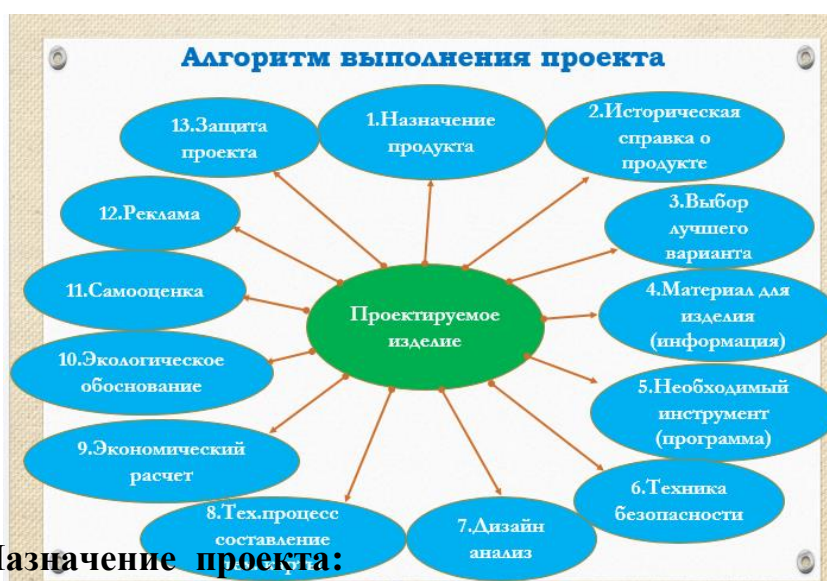 Алгоритм выполнения проекта
1.Назначение
продукта
2.Историческая
справка о
продукте
3.Выбор
лучшего
варианта
4.Материал для
изделия
(информация)
5.Необходимый
инструмент
(программа)
6.Техника
безопасности
7.Дизайн
анализ
8.Тех.процесс
составление
9.Экономический
расчет
10.Экологическое
обоснование
11.Самооценка
12.Реклама
13.Защита
проекта
Проектируемое
изделие
Назначение проекта: